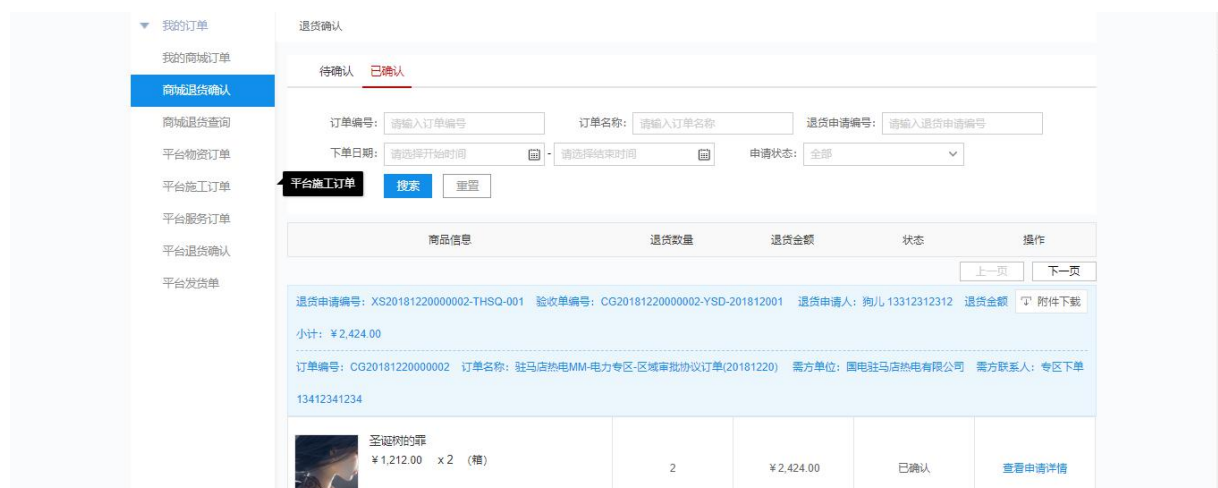 我的订单
退货确认
我的商城订单
待确认 已确认
商城退货确认
商城退货查询
订单编号: 请输入订单编号 订单名称: 请输入订单名称 退货申请编号: 请输入退货申请编号
平台物资订单
下单日期: 请选择开始时间 - 请选择结束时间 申请状态: 全部
平台施工订单
平台施工订单 搜索 重置
平台服务订单
平台退货确认
平台发货单
商品信息 退货数量 退货金额 状态 操作
上一页 下一页
退货申请编号: XS20181220000002-THSQ-001 验收单编号: CG20181220000002-YSD-201812001 退货申请人: 狗儿 13312312312 退货金额 附件下载
小计: ￥2,424.00
订单编号: CG20181220000002 订单名称: 驻马店热电MM-电力专区-区域审批协议订单(20181220) 需方单位: 国电驻马店热电有限公司 需方联系人: 专区下单
13412341234
圣诞树的罪
￥1,212.00 x 2 (箱)
2 ￥2,424.00 已确认 查看申请详情